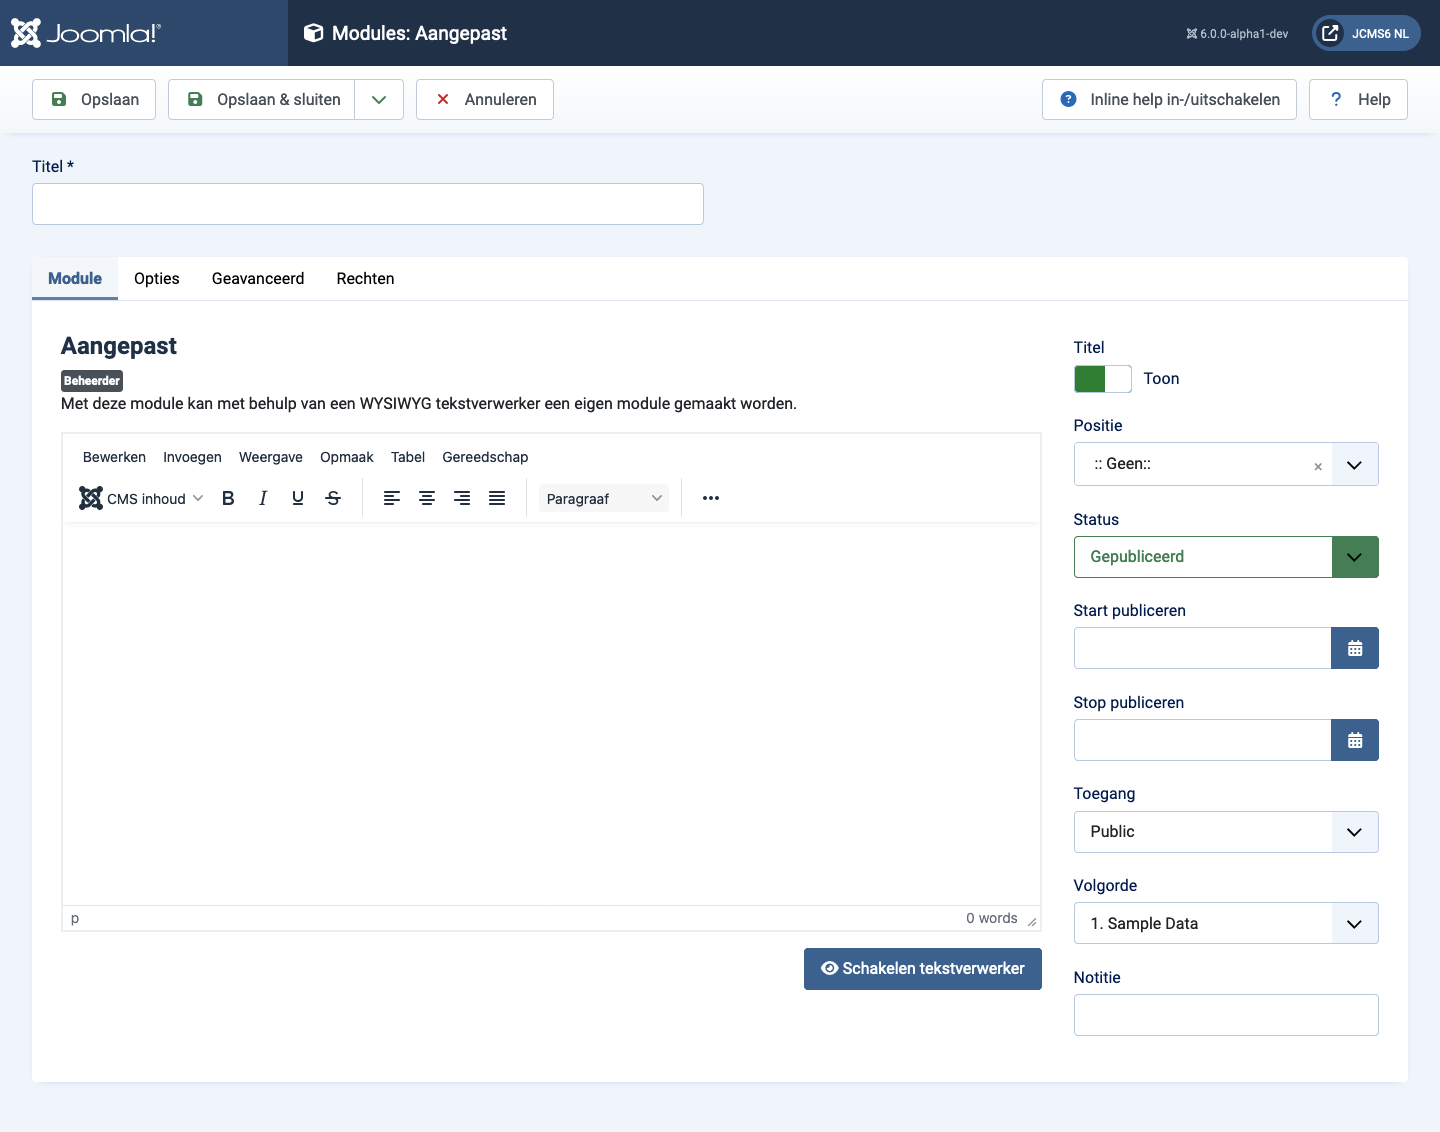 Joomla!®
Modules: Aangepast
6.0.0-alpha1-dev
JCMS6 NL
Opslaan
Opslaan & sluiten
Annuleren
Inline help in-/uitschakelen
? Help
Titel *
Module Opties Geavanceerd Rechten
Aangepast
Beheerder
Met deze module kan met behulp van een WYSIWYG tekstverwerker een eigen module gemaakt worden.
Bewerken Invoegen Weergave Opmaak Tabel Gereedschap
CMS inhoud B I U S Paragraaf
p
0 words
Schakelen tekstverwerker
Titel
Toon
Positie
:: Geen::
×
Status
Gepubliceerd
Start publiceren
Stop publiceren
Toegang
Public
Volgorde
1. Sample Data
Notitie